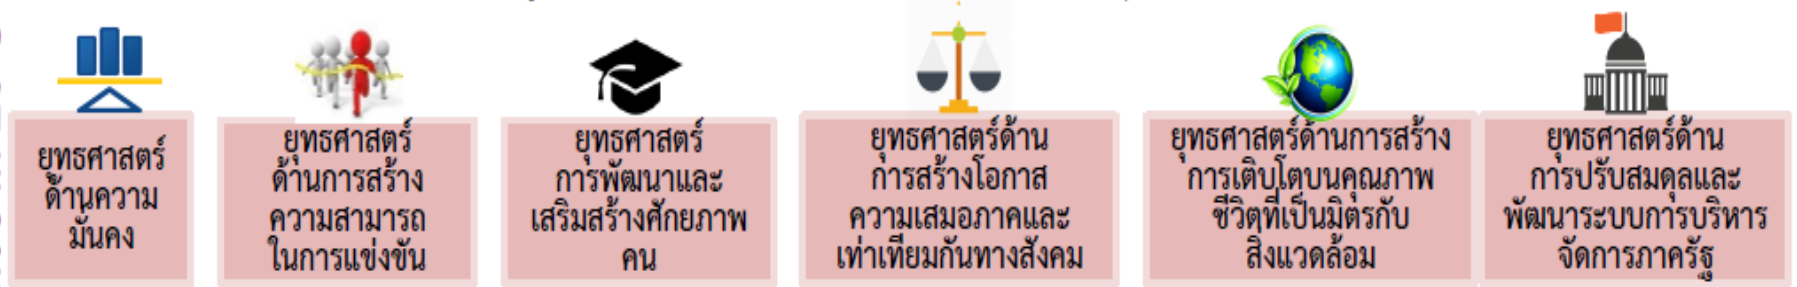 ยุทธศาสตร์
ด้านความ
มั่นคง
ยุทธศาสตร์
ด้านการสร้าง
ความสามารถ
ในการแข่งขัน
ยุทธศาสตร์
การพัฒนาและ
เสริมสร้างศักยภาพ
คน
ยุทธศาสตร์ด้าน
การสร้างโอกาส
ความเสมอภาคและ
เท่าเทียมกันทางสังคม
ยุทธศาสตร์ด้านการสร้าง
การเติบโตบนคุณภาพ
ชีวิตที่เป็นมิตรกับ
สิ่งแวดล้อม
ยุทธศาสตร์ด้าน
การปรับสมดุลและ
พัฒนาระบบการบริหาร
จัดการภาครัฐ